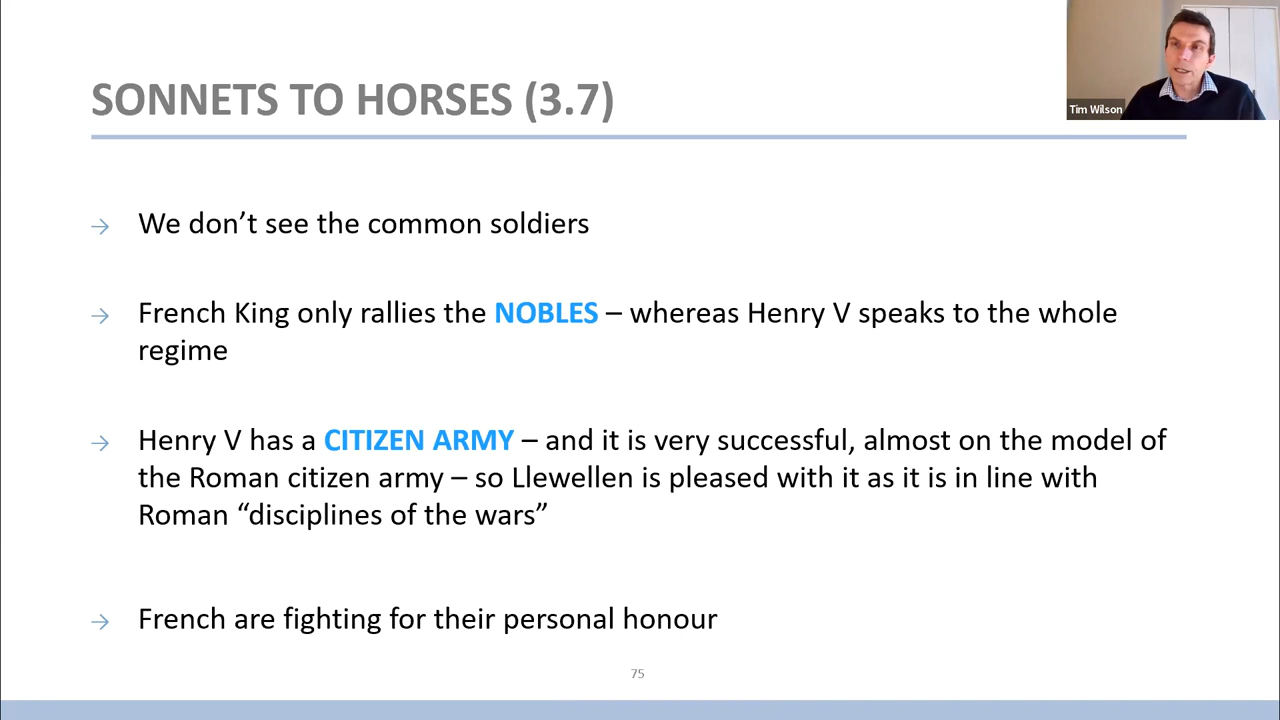 SONNETS TO HORSES (3.7)
Tim Wilson
→ We don’t see the common soldiers
→ French King only rallies the NOBLES – whereas Henry V speaks to the whole
regime
→ Henry V has a CITIZEN ARMY – and it is very successful, almost on the model of
the Roman citizen army – so Llewellen is pleased with it as it is in line with
Roman “disciplines of the wars”
→ French are fighting for their personal honour
75